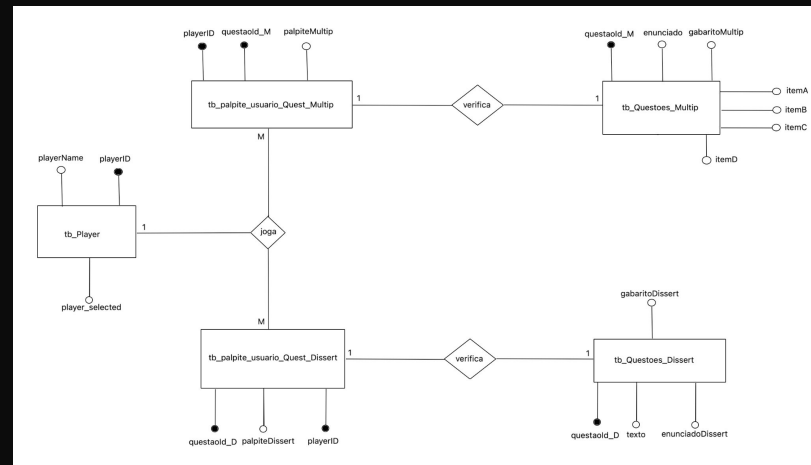 playerID questaoId_M palpiteMultip
tb_palpite_usuario_Quest_Multip
1
verifica
1
M
questaoId_M enunciado gabaritoMultip
tb_Questoes_Multip
itemA
itemB
itemC
itemD
playerName playerID
tb_Player
player_selected
1
joga
M
tb_palpite_usuario_Quest_Dissert
questaoId_D palpiteDissert playerID
1
verifica
1
gabaritoDissert
tb_Questoes_Dissert
questaoId_D texto enunciadoDissert